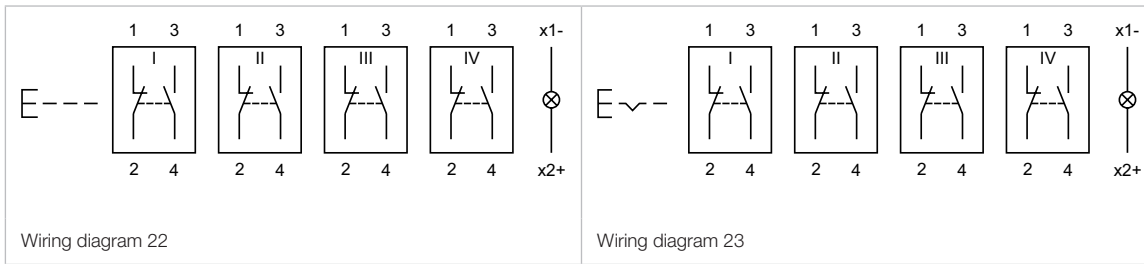 1 3 1 3 1 3 1 3 x1-
I II III IV
2 4 2 4 2 4 2 4 x2+
Wiring diagram 22
1 3 1 3 1 3 1 3 x1-
I II III IV
2 4 2 4 2 4 2 4 x2+
Wiring diagram 23